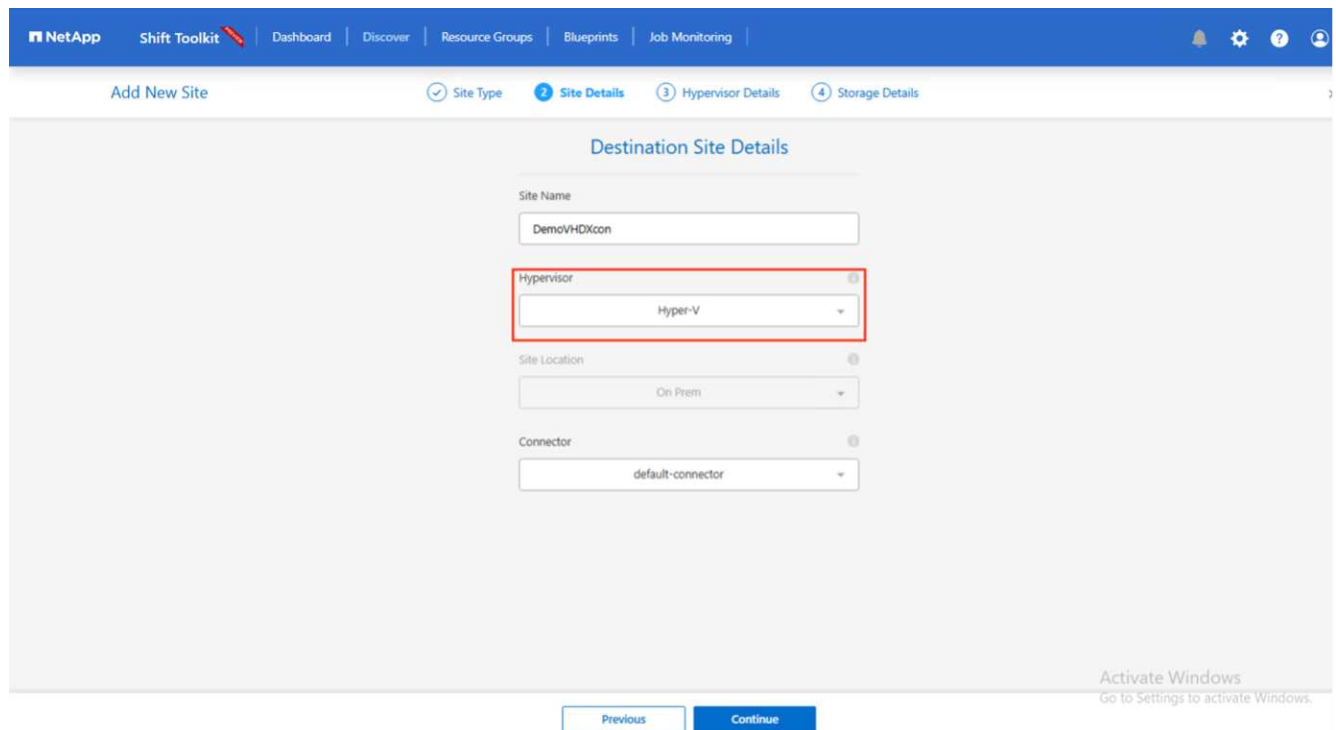 NetApp Shift Toolkit Dashboard Discover Resource Groups Blueprints Job Monitoring ?
Add New Site Site Type 2 Site Details 3 Hypervisor Details 4 Storage Details
Destination Site Details
Site Name
DemoVHDXcon
Hypervisor
Hyper-V
Site Location
On Prem
Connector
default-connector
Activate Windows
Go to Settings to activate Windows.
Previous Continue